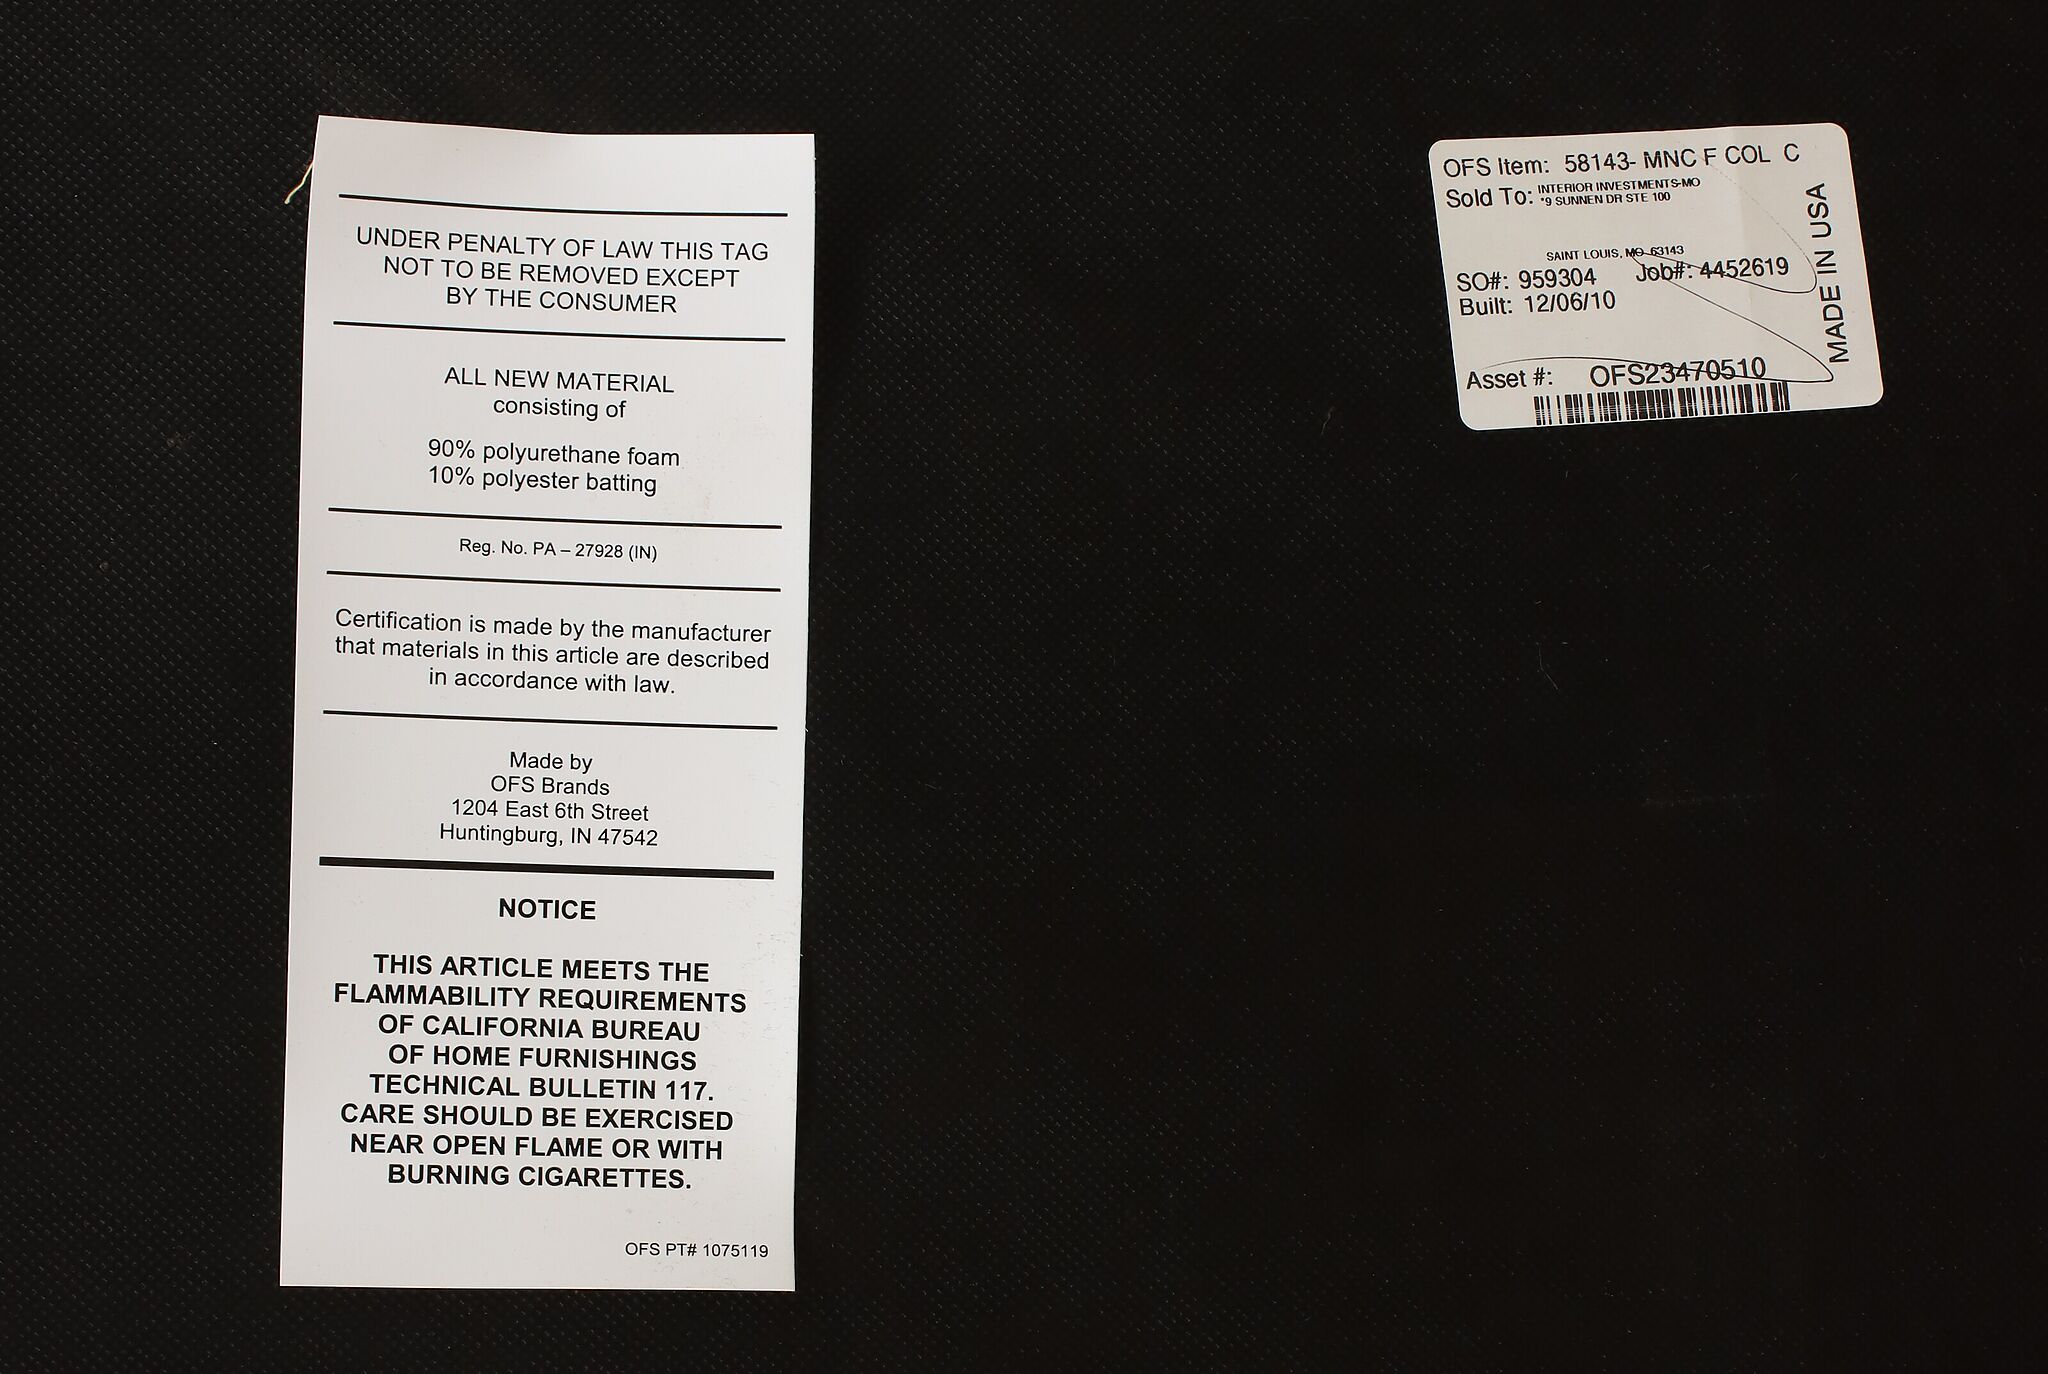 UNDER PENALTY OF LAW THIS TAG
NOT TO BE REMOVED EXCEPT
BY THE CONSUMER
ALL NEW MATERIAL
consisting of
90% polyurethane foam
10% polyester batting
Reg. No. PA – 27928 (IN)
Certification is made by the manufacturer
that materials in this article are described
in accordance with law.
Made by
OFS Brands
1204 East 6th Street
Huntingburg, IN 47542
NOTICE
THIS ARTICLE MEETS THE
FLAMMABILITY REQUIREMENTS
OF CALIFORNIA BUREAU
OF HOME FURNISHINGS
TECHNICAL BULLETIN 117.
CARE SHOULD BE EXERCISED
NEAR OPEN FLAME OR WITH
BURNING CIGARETTES.
OFS PT# 1075119
OFS Item: 58143- MNC F COL C
Sold To: INTERIOR INVESTMENTS-MO
*9 SUNNEN DR STE 100
SAINT LOUIS, MO 63143
SO#: 959304 Job#: 4452619
Built: 12/06/10
Asset #: OFS23470510
MADE IN USA